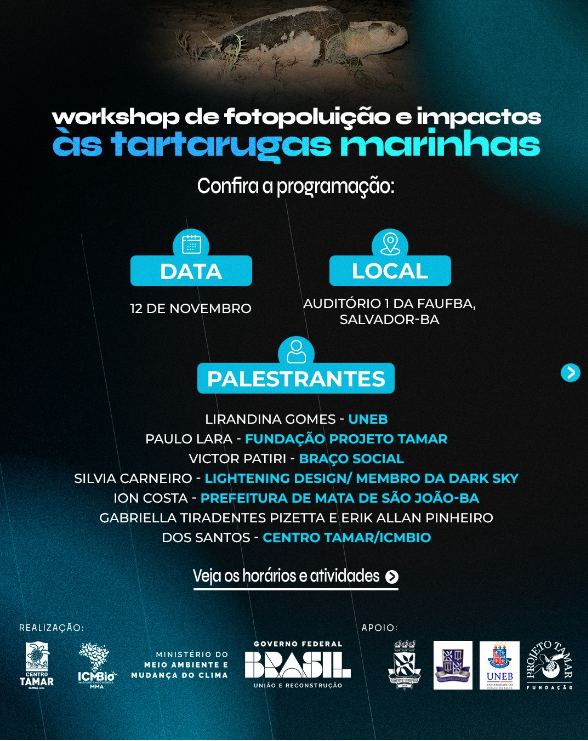 workshop de fotopoluição e impactos
às tartarugas marinhas
Confira a programação:
DATA
12 DE NOVEMBRO
LOCAL
AUDITÓRIO 1 DA FAUFBA,
SALVADOR-BA
PALESTRANTES
LIRANDINA GOMES - UNEB
PAULO LARA - FUNDAÇÃO PROJETO TAMAR
VICTOR PATIRI - BRAÇO SOCIAL
SILVIA CARNEIRO - LIGHTENING DESIGN/ MEMBRO DA DARK SKY
ION COSTA - PREFEITURA DE MATA DE SÃO JOÃO-BA
GABRIELLA TIRADENTES PIZETTA E ERIK ALLAN PINHEIRO
DOS SANTOS - CENTRO TAMAR/ICMBIO
Veja os horários e atividades
REALIZAÇÃO:
CENTRO
TAMAR
ICMBio
MMA
MINISTÉRIO DO
MEIO AMBIENTE E
MUDANÇA DO CLIMA
GOVERNO FEDERAL
BRASIL
UNIÃO E RECONSTRUÇÃO
APOIO:
UNEB
PROJETO TAMAR
FUNDAÇÃO